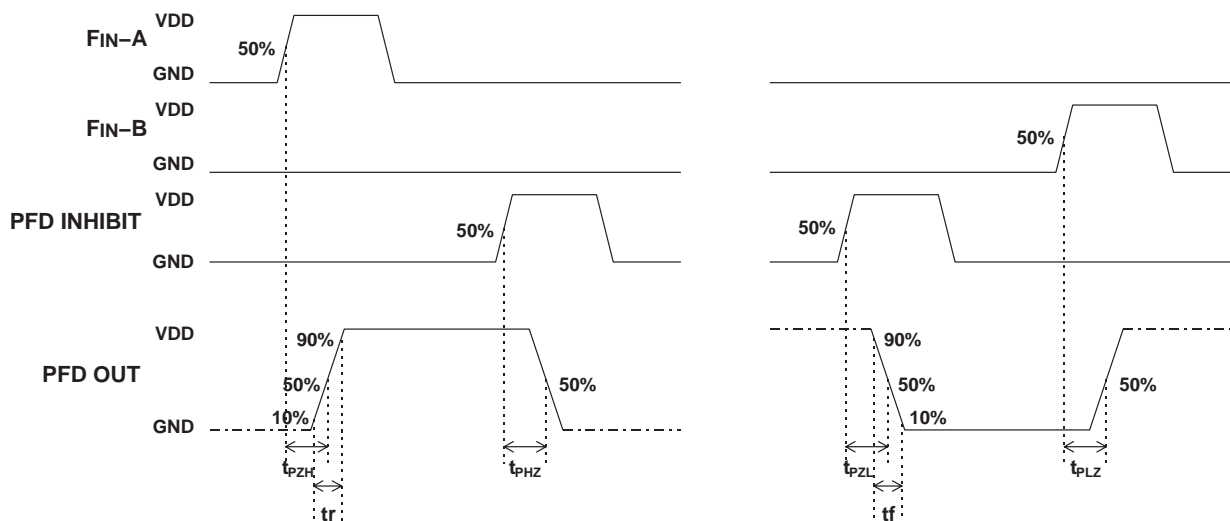 VDD
FIN–A
50%
GND
VDD
FIN–B
50%
GND
VDD
PFD INHIBIT
50%
50%
GND
VDD
90%
90%
PFD OUT
50%
50%
50%
50%
10%
10%
GND
tPZH
tPHZ
tPZL
tPLZ
tr
tf